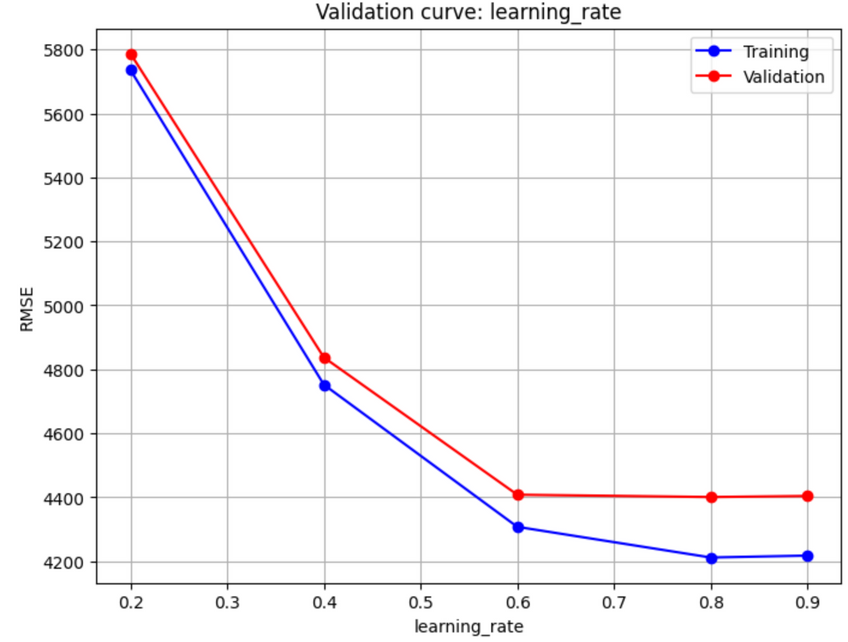 Validation curve: learning_rate
Training
Validation
5800
5600
5400
5200
5000
4800
4600
4400
4200
RMSE
0.2 0.3 0.4 0.5 0.6 0.7 0.8 0.9
learning_rate